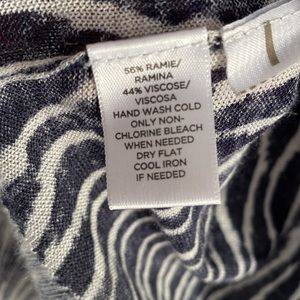 56% RAMIE/
RAMINA
44% VISCOSE/
VISCOSA
HAND WASH COLD
ONLY NON-
CHLORINE BLEACH
WHEN NEEDED
DRY FLAT
COOL IRON
IF NEEDED